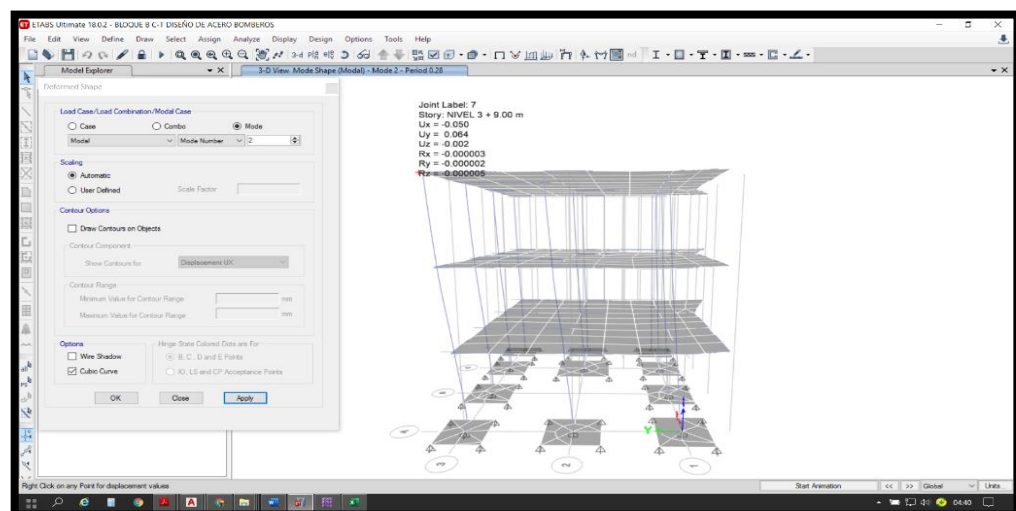 ETABS Ultimate 18.0.2 - BLOQUE B C-T DISEÑO DE ACERO BOMBEROS
File Edit View Define Draw Select Assign Analyze Display Design Options Tools Help
Model Explorer
3-D View Mode Shape (Modal) - Mode 2 - Period 0.28
Deformed Shape
Load Case/Load Combination/Modal Case
Case Combo Mode
Modal Mode Number 2
Scaling
Automatic
User Defined Scale Factor
Contour Options
Draw Contours on Objects
Contour Component
Show Contours for Displacement UX
Contour Range
Minimum Value for Contour Range mm
Maximum Value for Contour Range mm
Options
Wire Shadow
Cubic Curve
Hinge State Colored Dots are For
B, C, D and E Points
IO, LS and CP Acceptance Points
OK Close Apply
Joint Label: 7
Story: NIVEL 3 + 9.00 m
Ux = -0.050
Uy = 0.064
Uz = -0.002
Rx = -0.000003
Ry = -0.000002
Rz = -0.000005
Y
3 2 1
Right Click on any Point for displacement values
Start Animation << >> Global Units...
04:40